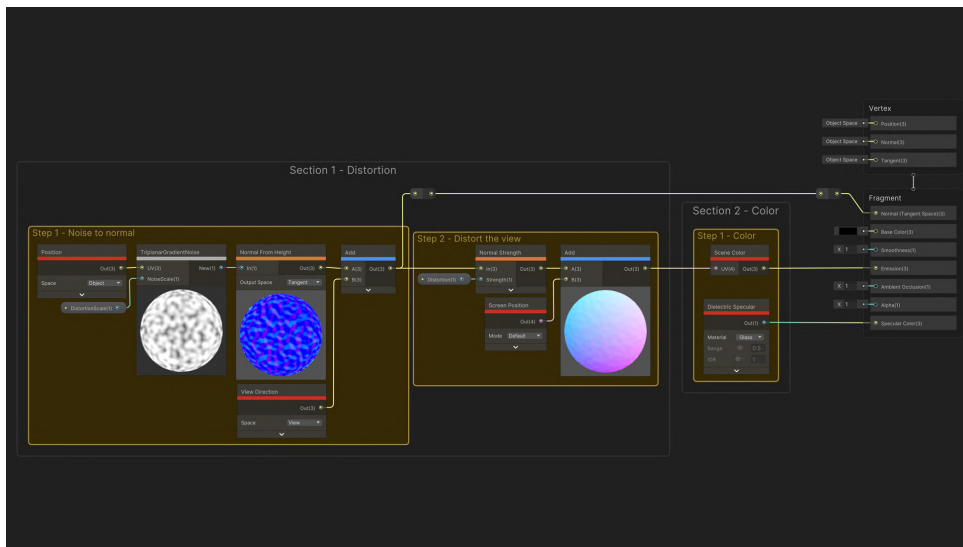 Vertex
Object Space
Position(3)
Object Space
Normal(3)
Object Space
Tangent(3)
Fragment
Normal (Tangent Space)(3)
Base Color(3)
X 1
Smoothness(1)
Emission(3)
X 1
Ambient Occlusion(1)
X 1
Alpha(1)
Specular Color(3)
Section 1 - Distortion
Step 1 - Noise to normal
Position
Out(3)
Space
Object
DistortionScale(1)
TriplanarGradientNoise
UV(3)
New(1)
NoiseScale(1)
Normal From Height
In(1)
Out(3)
Output Space
Tangent
View Direction
Out(3)
Space
View
Add
A(3)
Out(3)
B(3)
Step 2 - Distort the view
Distortion(1)
Normal Strength
In(3)
Out(3)
Strength(1)
Screen Position
Out(4)
Mode
Default
Add
A(3)
Out(3)
B(3)
Section 2 - Color
Step 1 - Color
Scene Color
UV(4)
Out(3)
Dielectric Specular
Out(1)
Material
Glass
Range
0.5
IOR
1